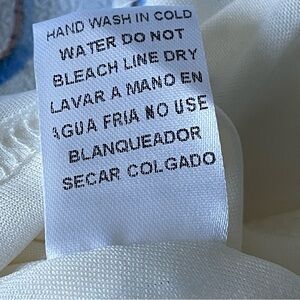 HAND WASH IN COLD
WATER DO NOT
BLEACH LINE DRY
LAVAR A MANO EN
AGUA FRIA NO USE
BLANQUEADOR
SECAR COLGADO